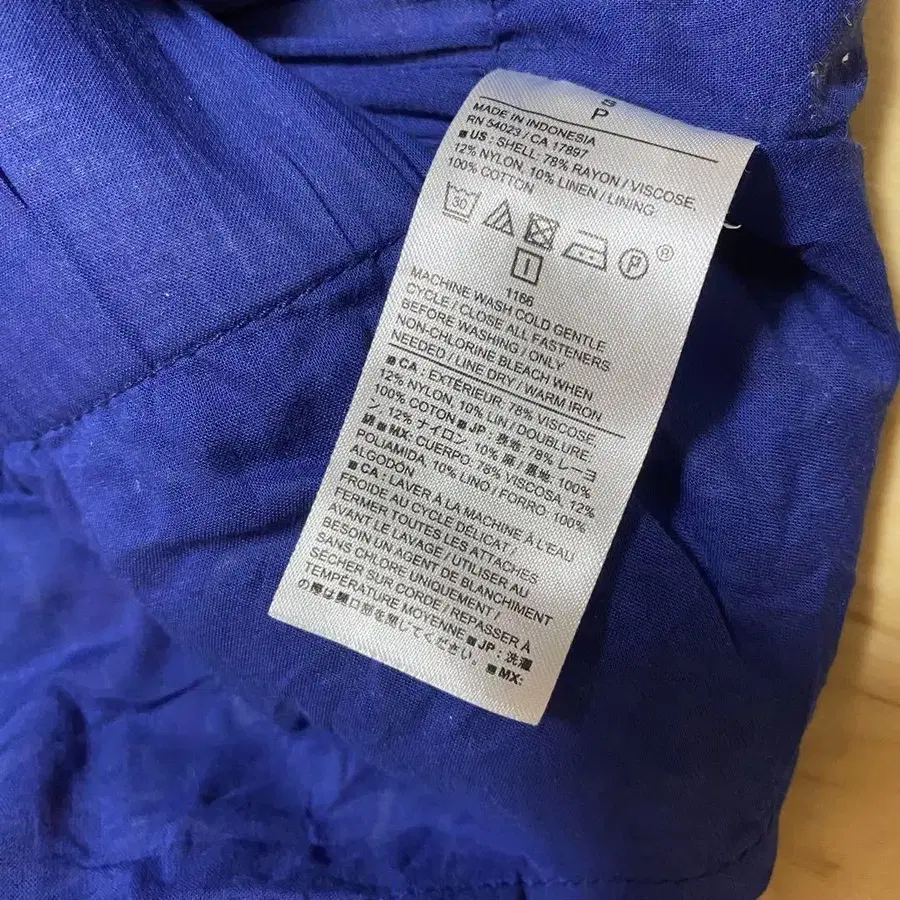 S
P
MADE IN INDONESIA
RN 54023 / CA 17897
■ US : SHELL: 78% RAYON / VISCOSE,
12% NYLON, 10% LINEN / LINING
100% COTTON
30 P ®
1166
MACHINE WASH COLD GENTLE
CYCLE / CLOSE ALL FASTENERS
BEFORE WASHING / ONLY
NON-CHLORINE BLEACH WHEN
NEEDED / LINE DRY / WARM IRON
■ CA : EXTÉRIEUR, 78% VISCOSE,
12% NYLON, 10% LIN / DOUBLURE,
100% COTON ■ JP : 表地: 78% レーヨ
ン, 12% ナイロン, 10% 麻 / 裏地, 100%
綿 ■ MX: CUERPO, 78% VISCOSA, 12%
POLIAMIDA, 10% LINO / FORRO, 100%
ALGODÓN
■ CA : LAVER À LA MACHINE À L'EAU
FROIDE AU CYCLE DÉLICAT /
FERMER TOUTES LES ATTACHES
AVANT LE LAVAGE / UTILISER AU
BESOIN UN AGENT DE BLANCHIMENT
SANS CHLORE UNIQUEMENT /
SÉCHER SUR CORDE / REPASSER À
TEMPÉRATURE MOYENNE ■ JP : 洗濯
の際は開口部を閉じてください。 ■ MX: